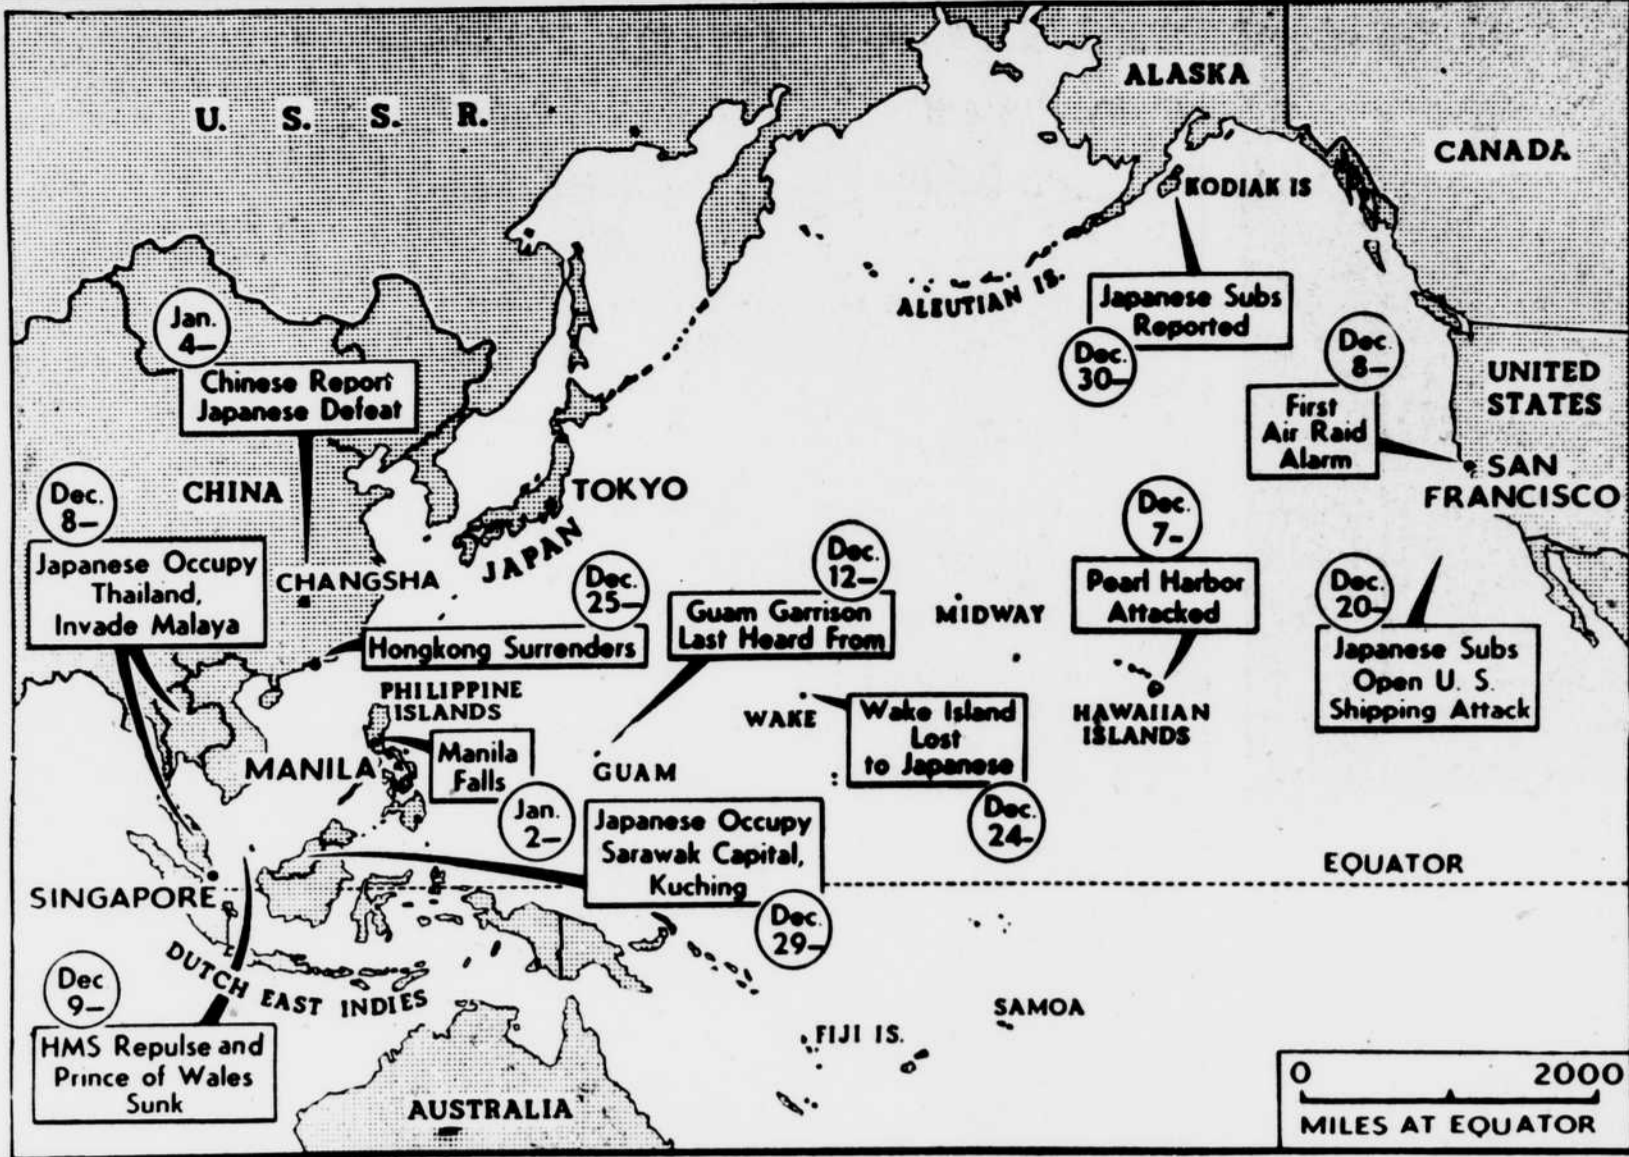 ALASKA
U. S. S. R.
CANADA
KODIAK IS
ALEUTIAN IS.
Japanese Subs
Reported
Dec.
30—
Jan.
4—
Chinese Report
Japanese Defeat
Dec.
8—
First
Air Raid
Alarm
UNITED
STATES
SAN
FRANCISCO
CHINA
TOKYO
JAPAN
Dec.
8—
Japanese Occupy
Thailand,
Invade Malaya
CHANGSHA
Dec.
25—
Hongkong Surrenders
Dec.
12—
Guam Garrison
Last Heard From
MIDWAY
Dec.
7—
Pearl Harbor
Attacked
Dec.
20—
Japanese Subs
Open U. S.
Shipping Attack
PHILIPPINE
ISLANDS
WAKE
Wake Island
Lost
to Japanese
Dec.
24—
HAWAIIAN
ISLANDS
MANILA
Manila
Falls
Jan.
2—
GUAM
Japanese Occupy
Sarawak Capital,
Kuching
Dec.
29—
EQUATOR
SINGAPORE
DUTCH EAST INDIES
Dec
9—
HMS Repulse and
Prince of Wales
Sunk
SAMOA
FIJI IS.
AUSTRALIA
0 2000
MILES AT EQUATOR